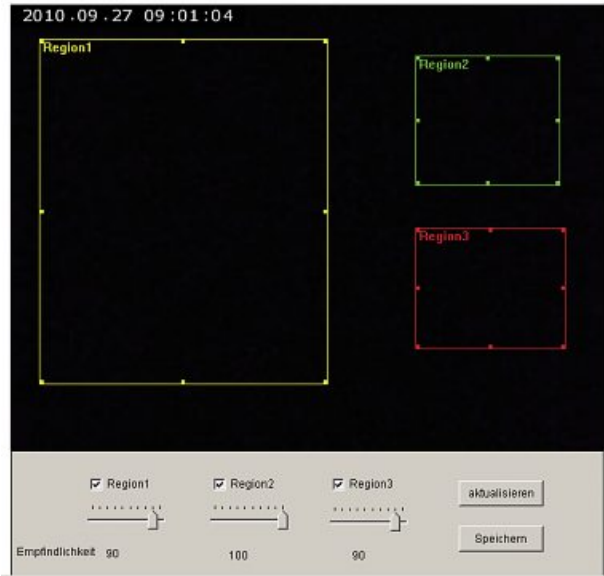 2010.09.27 09:01:04
Region1
Region2
Region3
Region1 Region2 Region3
aktualisieren
Empfindlichkeit 90 100 90
Speichern